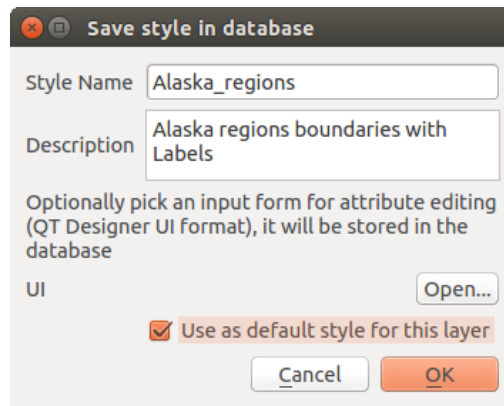 Save style in database
Style Name Alaska_regions
Description Alaska regions boundaries with
Labels
Optionally pick an input form for attribute editing
(QT Designer UI format), it will be stored in the
database
UI Open...
Use as default style for this layer
Cancel OK